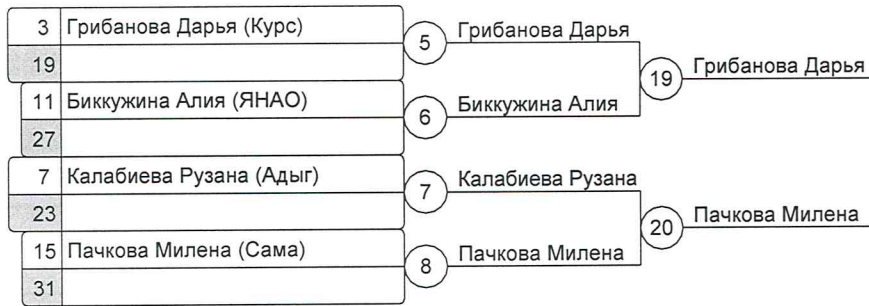 3 Грибанова Дарья (Курс)
19
5 Грибанова Дарья
11 Биккужина Алия (ЯНАО)
27
6 Биккужина Алия
19 Грибанова Дарья
7 Калабиева Рузана (Адыг)
23
7 Калабиева Рузана
15 Пачкова Милена (Сама)
31
8 Пачкова Милена
20 Пачкова Милена